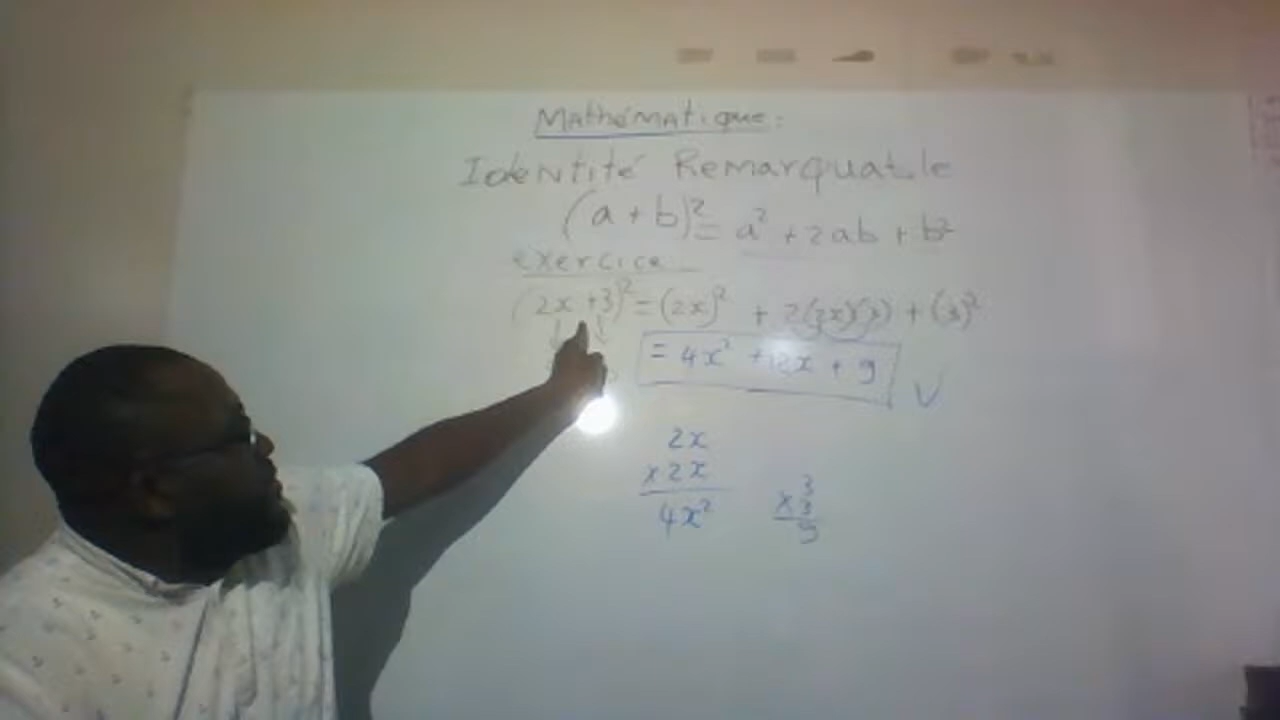 Mathématique:
Identité Remarquable
(a + b)² = a² + 2ab + b²
exercice
(2x + 3)² = (2x)² + 2(2x)(3) + (3)²
= 4x² + 12x + 9 V
2x
x 2x
4x²
3
x 3
9